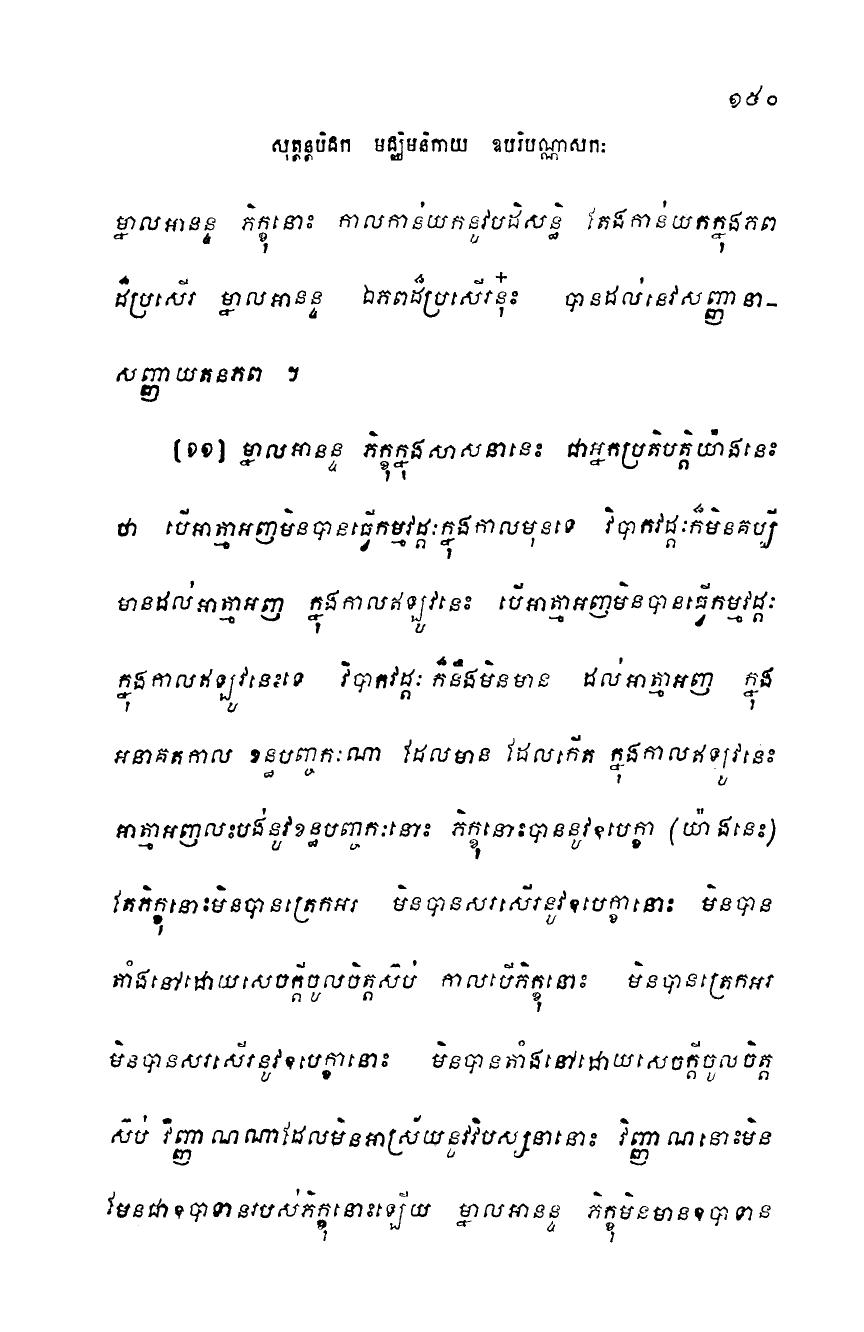 ១៥០
សុត្តន្តបិដក មជ្ឈិមនិកាយ ឧបរិបណ្ណាសកៈ
ម្នាលអានន្ទ ភិក្ខុនោះ កាលកាន់យកនូវបដិសន្ធិ តែងកាន់យកក្នុងភព
ដ៏ប្រសើរ ម្នាលអានន្ទ ឯភពដ៏ប្រសើរនុ៎ះ បានដល់នេវសញ្ញានា-
សញ្ញាយតនភព ។
[១១] ម្នាលអានន្ទ ភិក្ខុក្នុងសាសនានេះ ជាអ្នកប្រតិបត្តិយ៉ាងនេះ
ថា បើអាត្មាអញមិនបានធ្វើកម្មវដ្តៈក្នុងកាលមុនទេ វិបាកវដ្តៈក៏មិនគប្បី
មានដល់អាត្មាអញ ក្នុងកាលឥឡូវនេះ បើអាត្មាអញមិនបានធ្វើកម្មវដ្តៈ
ក្នុងកាលឥឡូវនេះទេ វិបាកវដ្តៈ ក៏នឹងមិនមាន ដល់អាត្មាអញ ក្នុង
អនាគតកាល ខន្ធបញ្ចកៈណា ដែលមាន ដែលកើត ក្នុងកាលឥឡូវនេះ
អាត្មាអញលះបង់នូវខន្ធបញ្ចកៈនោះ ភិក្ខុនោះបាននូវឧបេក្ខា (យ៉ាងនេះ)
តែភិក្ខុនោះមិនបានត្រេកអរ មិនបានសរសើរនូវឧបេក្ខានោះ មិនបាន
តាំងនៅដោយសេចក្តីចូលចិត្តស៊ប់ កាលបើភិក្ខុនោះ មិនបានត្រេកអរ
មិនបានសរសើរនូវឧបេក្ខានោះ មិនបានតាំងនៅដោយសេចក្តីចូលចិត្ត
ស៊ប់ វិញ្ញាណណាដែលមិនអាស្រ័យនូវវិបស្សនានោះ វិញ្ញាណនោះមិន
មែនជាឧបាទានរបស់ភិក្ខុនោះឡើយ ម្នាលអានន្ទ ភិក្ខុមិនមានឧបាទាន